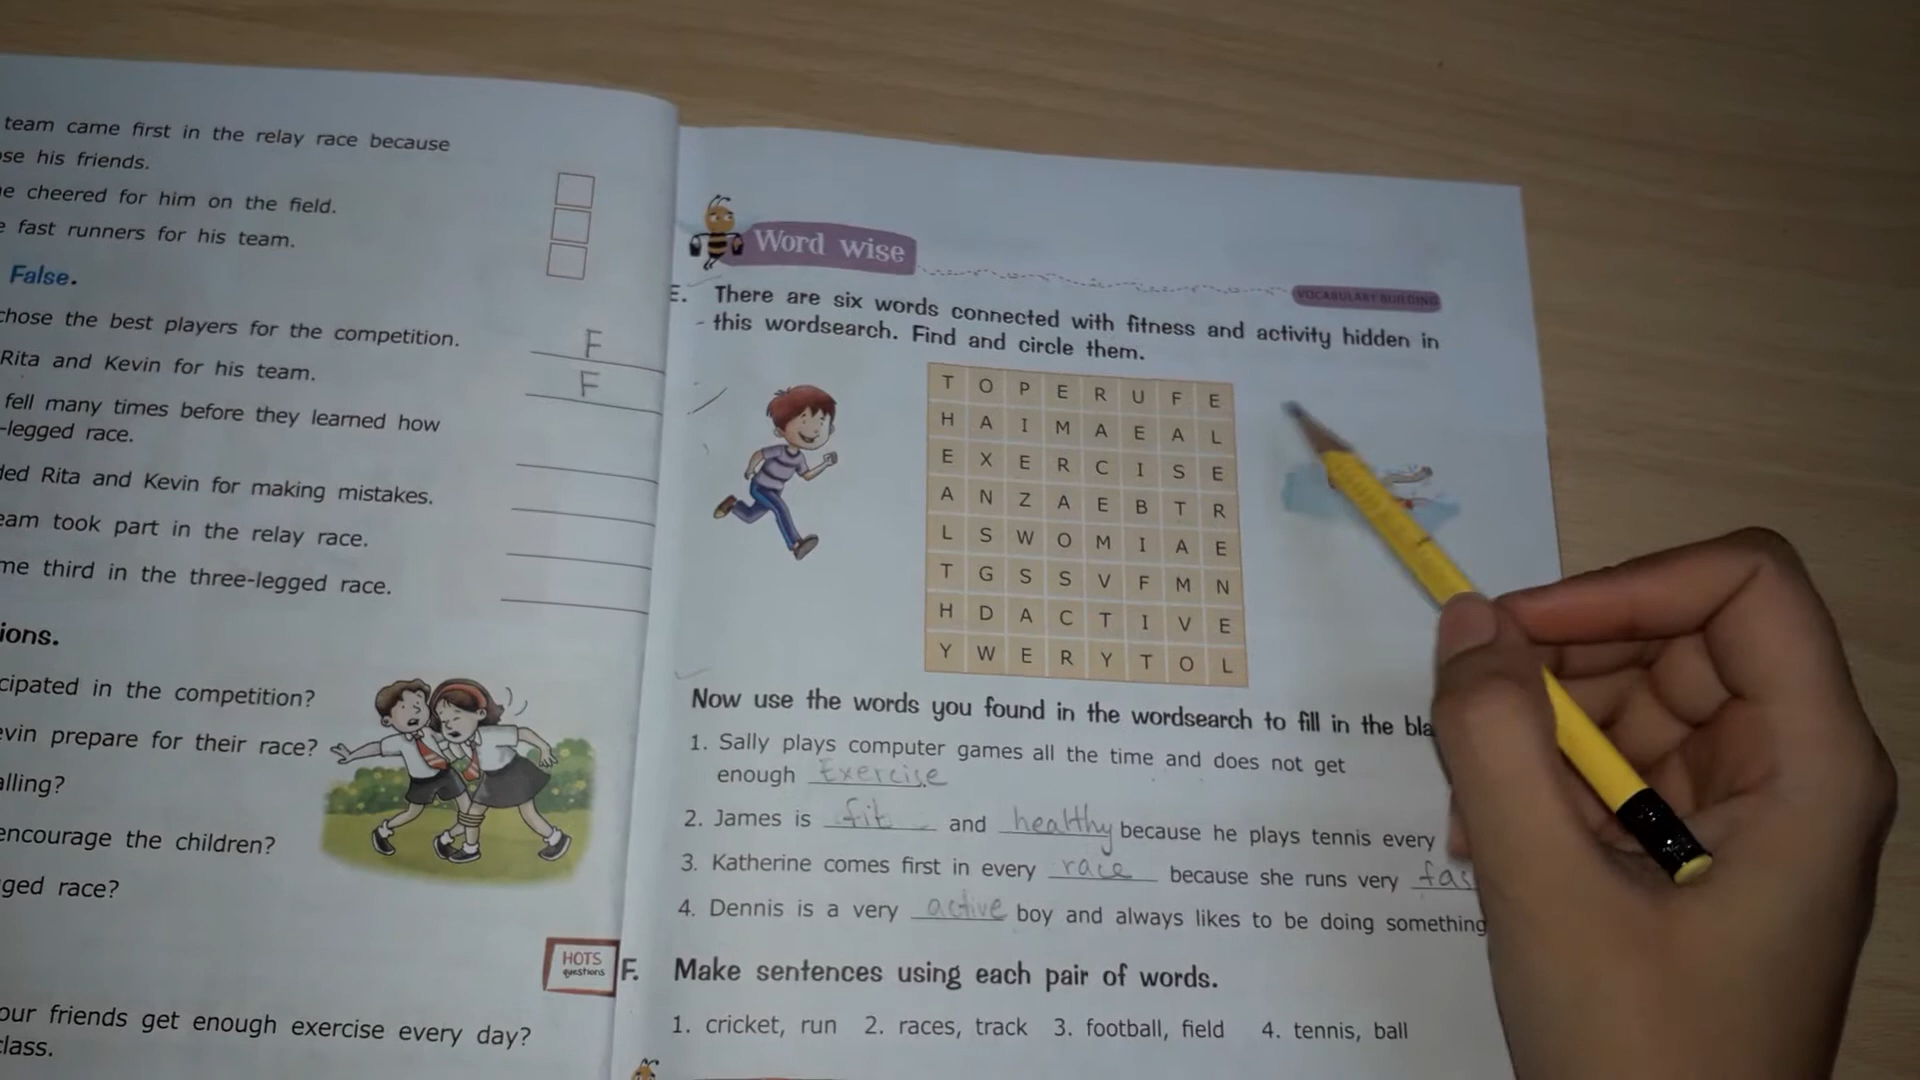 team came first in the relay race because
se his friends.
e cheered for him on the field.
fast runners for his team.
False.
chose the best players for the competition. F
Rita and Kevin for his team. F
fell many times before they learned how
-legged race.
ded Rita and Kevin for making mistakes.
eam took part in the relay race.
me third in the three-legged race.
ions.
cipated in the competition?
evin prepare for their race?
alling?
encourage the children?
ged race?
HOTS
questions
our friends get enough exercise every day?
class.
Word wise
VOCABULARY BUILDING
E. There are six words connected with fitness and activity hidden in
this wordsearch. Find and circle them.
T O P E R U F E
H A I M A E A L
E X E R C I S E
A N Z A E B T R
L S W O M I A E
T G S S V F M N
H D A C T I V E
Y W E R Y T O L
Now use the words you found in the wordsearch to fill in the bla
1. Sally plays computer games all the time and does not get
enough Exercise.
2. James is fit and healthy because he plays tennis every
3. Katherine comes first in every race because she runs very fas
4. Dennis is a very active boy and always likes to be doing something
F. Make sentences using each pair of words.
1. cricket, run 2. races, track 3. football, field 4. tennis, ball